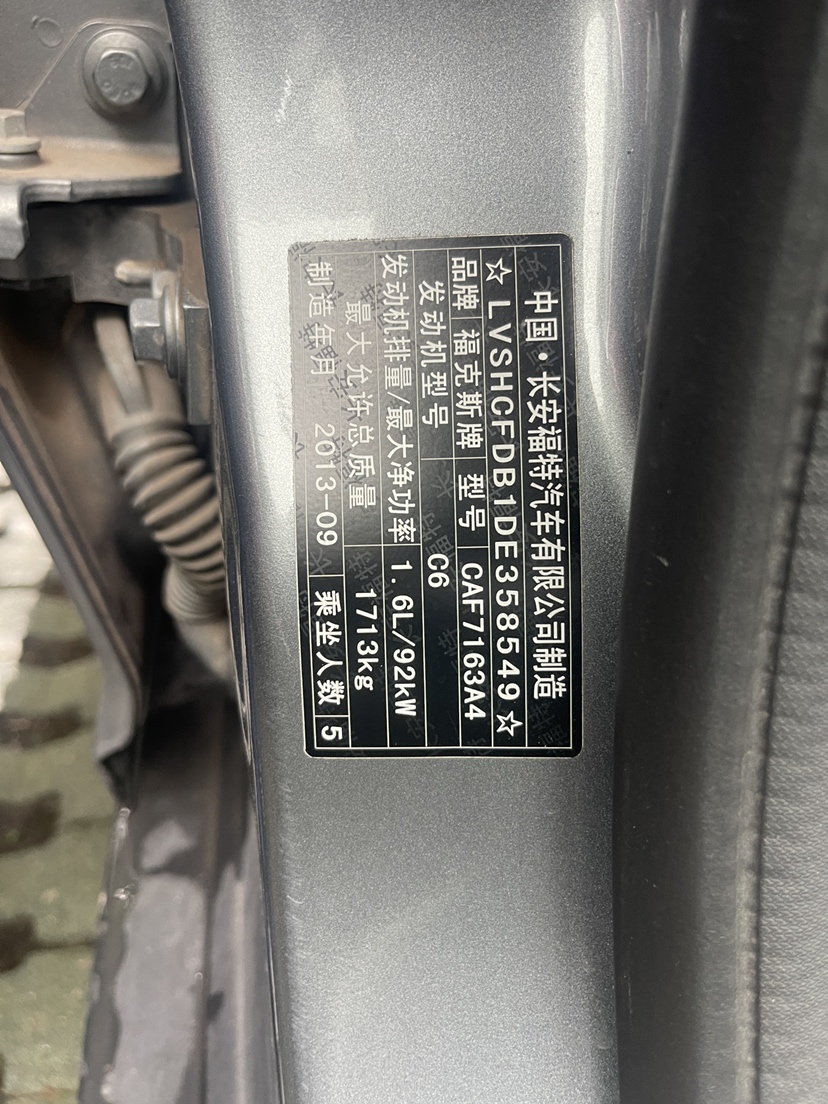 中国·长安福特汽车有限公司制造
☆LVSHCFDB1DE358549☆
品牌 福克斯牌 型号 CAF7163A4
发动机型号 C6
发动机排量/最大净功率 1.6L/92kW
最大允许总质量 1713kg
制造年月 2013-09 乘坐人数 5